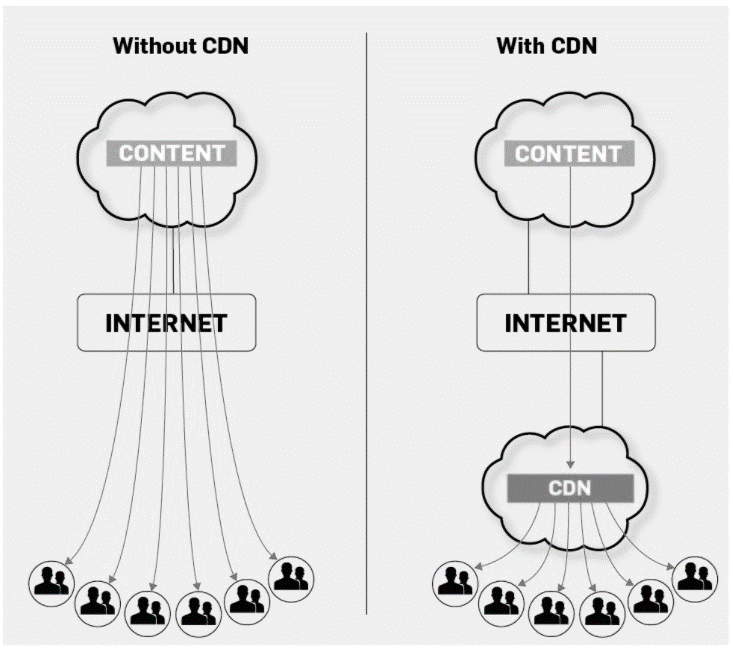 Without CDN
CONTENT
INTERNET
With CDN
CONTENT
INTERNET
CDN